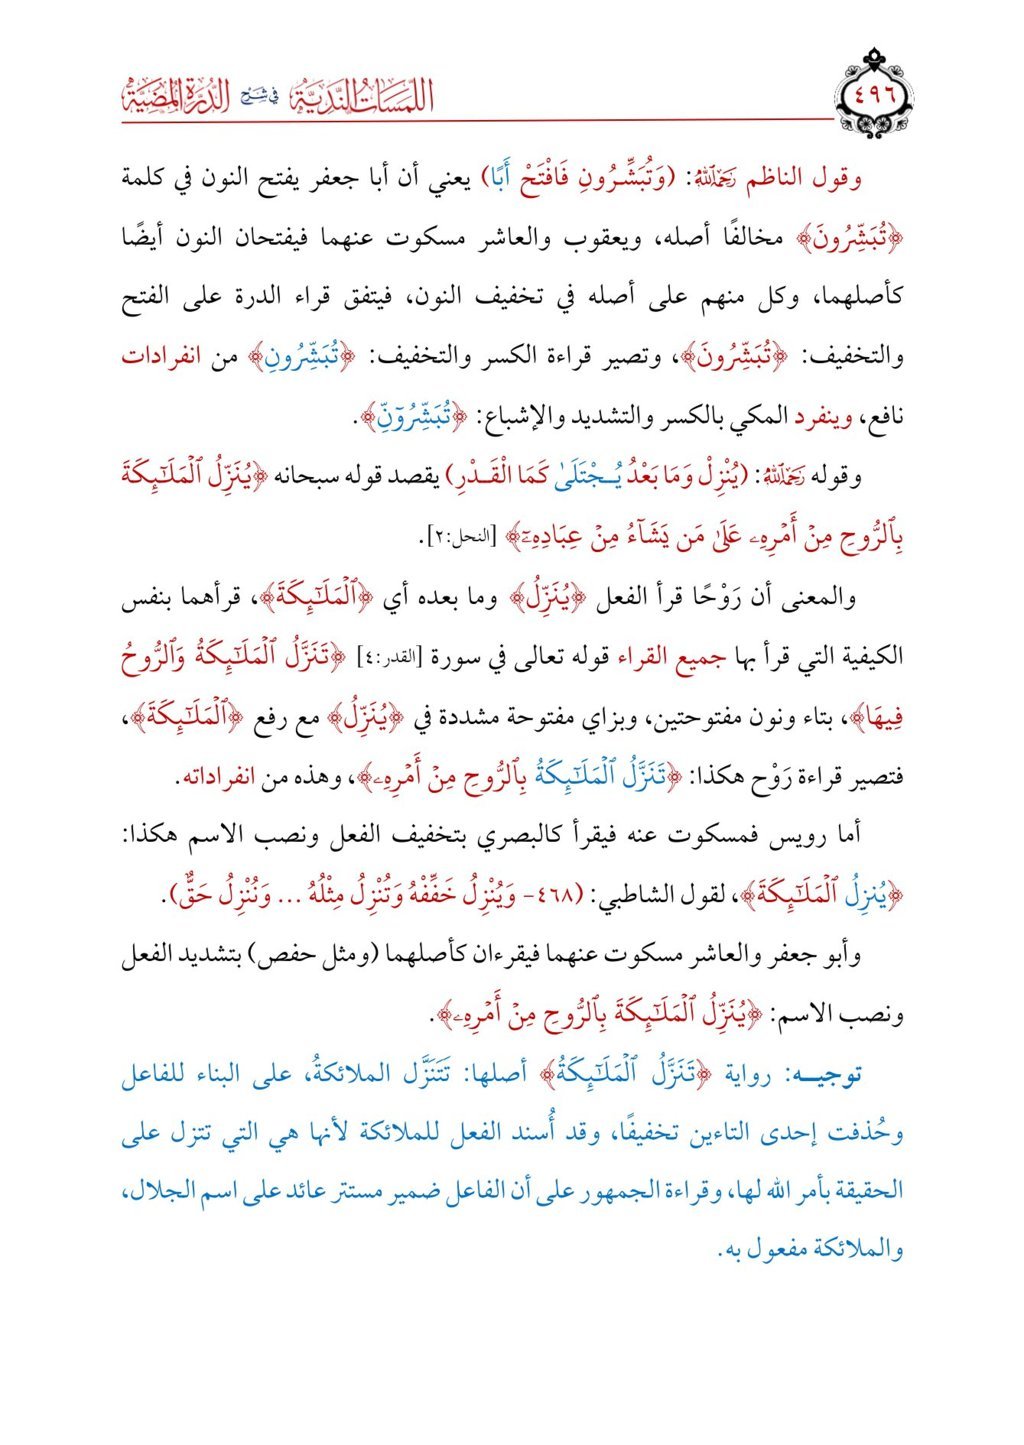 ٤٩٦
اللمسات الندية في شرح الدرة المضية
وقول الناظم رَحِمَهُ ٱللَّهُ: (وَتُبَشِّرُونِ فَافْتَحْ أَبًا) يعني أن أبا جعفر يفتح النون في كلمة
﴿تُبَشِّرُونَ﴾ مخالفًا أصله، ويعقوب والعاشر مسكوت عنهما فيفتحان النون أيضًا
كأصلهما، وكل منهم على أصله في تخفيف النون، فيتفق قراء الدرة على الفتح
والتخفيف: ﴿تُبَشِّرُونَ﴾، وتصير قراءة الكسر والتخفيف: ﴿تُبَشِّرُونِ﴾ من انفرادات
نافع، وينفرد المكي بالكسر والتشديد والإشباع: ﴿تُبَشِّرُوٓنِّ﴾.
وقوله رَحِمَهُ ٱللَّهُ: (يُنْزِلْ وَمَا بَعْدُ يُـجْتَلَىٰ كَمَا الْقَـدْرِ) يقصد قوله سبحانه ﴿يُنَزِّلُ ٱلْمَلَـٰٓئِكَةَ
بِٱلرُّوحِ مِنْ أَمْرِهِۦ عَلَىٰ مَن يَشَآءُ مِنْ عِبَادِهِۦٓ﴾ [النحل:٢].
والمعنى أن رَوْحًا قرأ الفعل ﴿يُنَزِّلُ﴾ وما بعده أي ﴿ٱلْمَلَـٰٓئِكَةَ﴾، قرأهما بنفس
الكيفية التي قرأ بها جميع القراء قوله تعالى في سورة [القدر:٤] ﴿تَنَزَّلُ ٱلْمَلَـٰٓئِكَةُ وَٱلرُّوحُ
فِيهَا﴾، بتاء ونون مفتوحتين، وبزاي مفتوحة مشددة في ﴿يُنَزِّلُ﴾ مع رفع ﴿ٱلْمَلَـٰٓئِكَةَ﴾،
فتصير قراءة رَوْح هكذا: ﴿تَنَزَّلُ ٱلْمَلَـٰٓئِكَةُ بِٱلرُّوحِ مِنْ أَمْرِهِۦ﴾، وهذه من انفراداته.
أما رويس فمسكوت عنه فيقرأ كالبصري بتخفيف الفعل ونصب الاسم هكذا:
﴿يُنزِلُ ٱلْمَلَـٰٓئِكَةَ﴾، لقول الشاطبي: (٤٦٨- وَيُنْزِلُ خَفِّفْهُ وَتُنْزِلُ مِثْلُهُ ... وَنُنْزِلُ حَقٌّ).
وأبو جعفر والعاشر مسكوت عنهما فيقرءان كأصلهما (ومثل حفص) بتشديد الفعل
ونصب الاسم: ﴿يُنَزِّلُ ٱلْمَلَـٰٓئِكَةَ بِٱلرُّوحِ مِنْ أَمْرِهِۦ﴾.
توجيـــه: رواية ﴿تَنَزَّلُ ٱلْمَلَـٰٓئِكَةُ﴾ أصلها: تَتَنَزَّل الملائكةُ، على البناء للفاعل
وحُذفت إحدى التاءين تخفيفًا، وقد أُسند الفعل للملائكة لأنها هي التي تتزل على
الحقيقة بأمر الله لها، وقراءة الجمهور على أن الفاعل ضمير مستتر عائد على اسم الجلال،
والملائكة مفعول به.